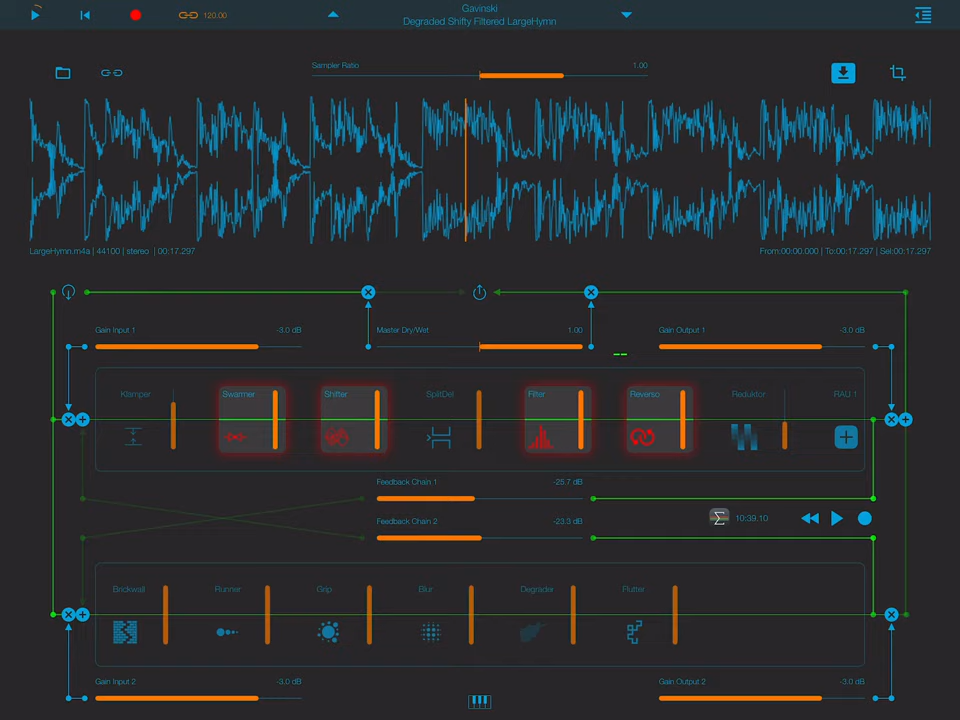 Gavinski
120.00
Degraded Shifty Filtered LargeHymn
Sampler Ratio
1.00
LargeHymn.m4a | 44100 | stereo | 00:17.297
From:00:00.000 | To:00:17.297 | Sel:00:17.297
Gain Input 1
-3.0 dB
Master Dry/Wet
1.00
Gain Output 1
-3.0 dB
Klamper
Swarmer
Shifter
SplitDel
Filter
Reverso
Reduktor
RAU 1
Feedback Chain 1
-25.7 dB
Feedback Chain 2
-23.3 dB
10:39.10
Brickwall
Runner
Grip
Blur
Degrader
Flutter
Gain Input 2
-3.0 dB
Gain Output 2
-3.0 dB